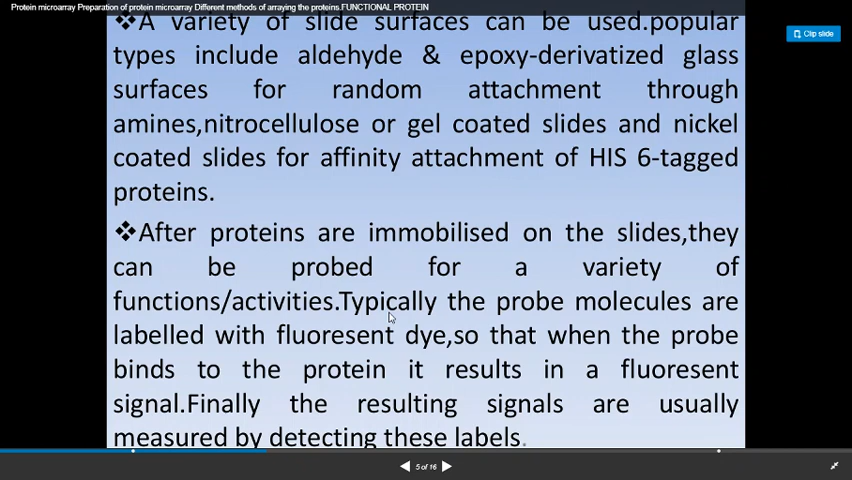 Protein microarray Preparation of protein microarray Different methods of arraying the proteins.FUNCTIONAL PROTEIN
❖A variety of slide surfaces can be used.popular
types include aldehyde & epoxy-derivatized glass
surfaces for random attachment through
amines,nitrocellulose or gel coated slides and nickel
coated slides for affinity attachment of HIS 6-tagged
proteins.
❖After proteins are immobilised on the slides,they
can be probed for a variety of
functions/activities.Typically the probe molecules are
labelled with fluoresent dye,so that when the probe
binds to the protein it results in a fluoresent
signal.Finally the resulting signals are usually
measured by detecting these labels.
Clip slide
5 of 16